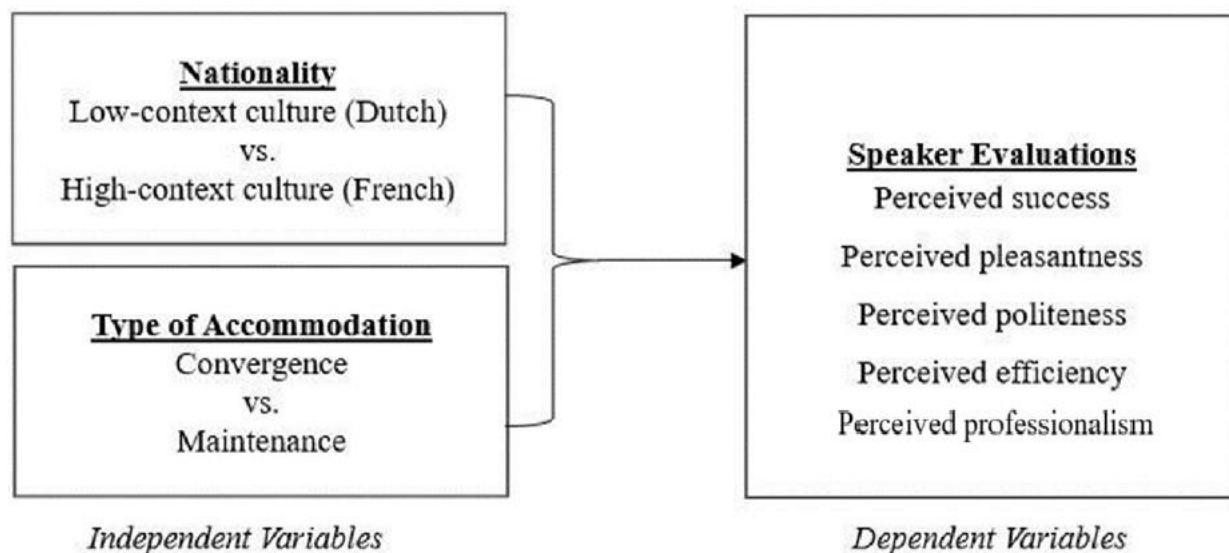 Nationality
Low-context culture (Dutch)
vs.
High-context culture (French)
Type of Accommodation
Convergence
vs.
Maintenance
Independent Variables
Speaker Evaluations
Perceived success
Perceived pleasantness
Perceived politeness
Perceived efficiency
Perceived professionalism
Dependent Variables